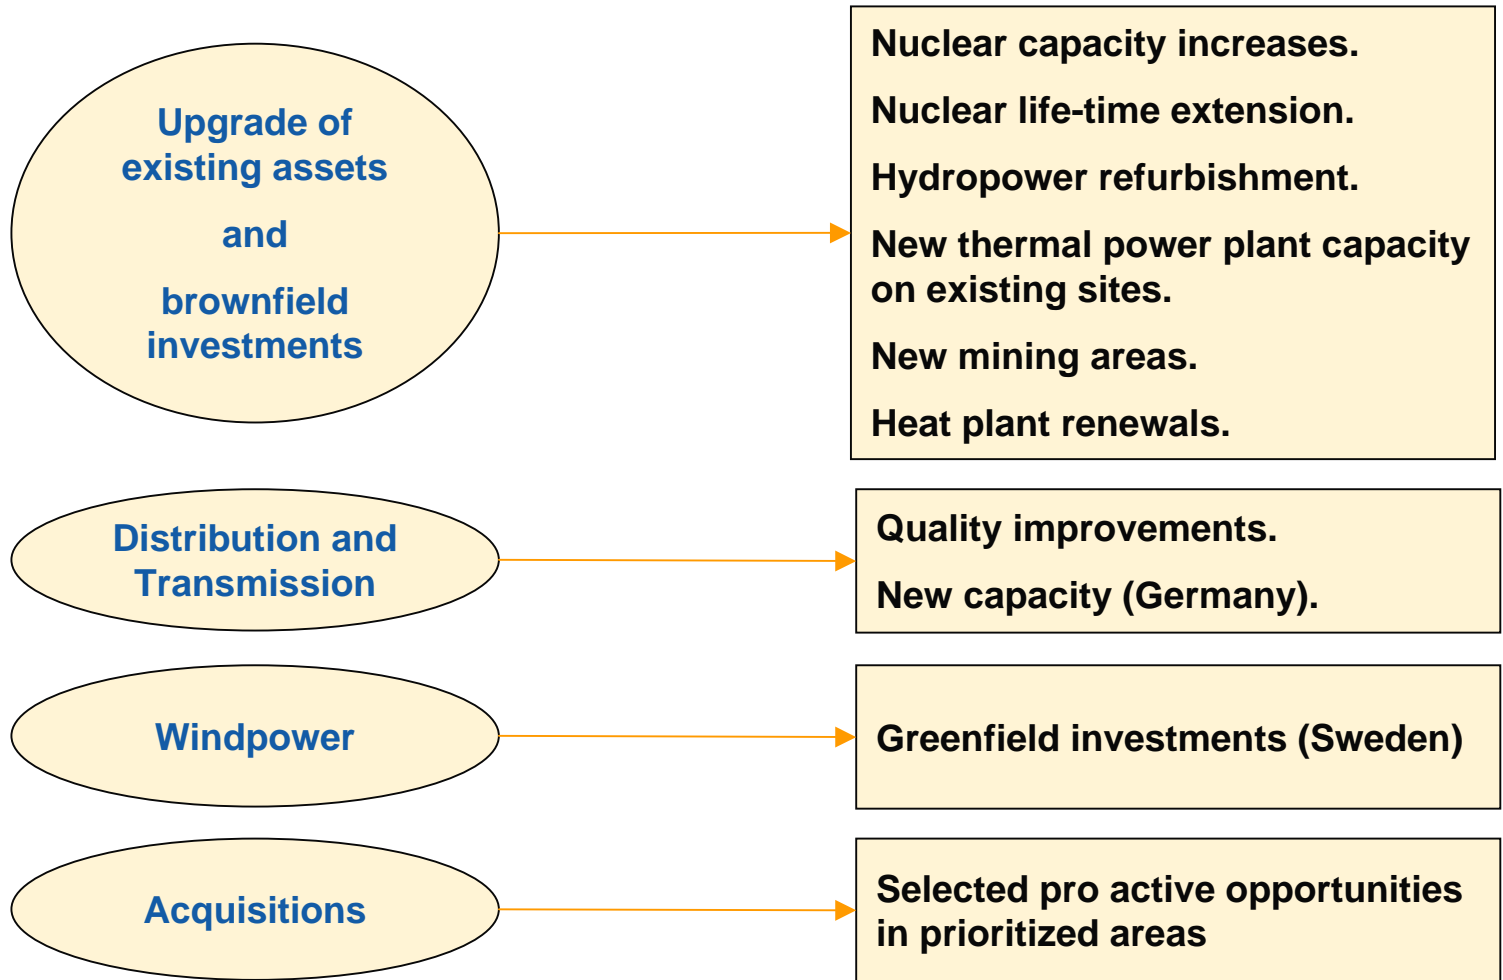 Upgrade of
existing assets
and
brownfield
investments
Nuclear capacity increases.
Nuclear life-time extension.
Hydropower refurbishment.
New thermal power plant capacity
on existing sites.
New mining areas.
Heat plant renewals.
Distribution and
Transmission
Quality improvements.
New capacity (Germany).
Windpower
Greenfield investments (Sweden)
Acquisitions
Selected pro active opportunities
in prioritized areas